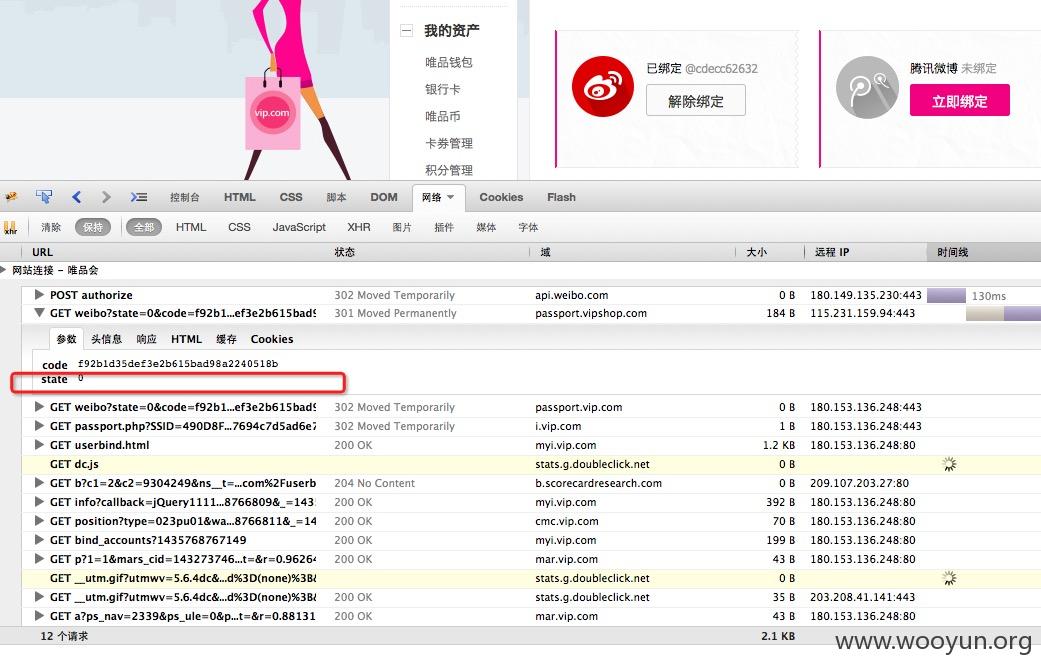 我的资产
唯品钱包
银行卡
唯品币
卡券管理
积分管理
vip.com
已绑定 @cdecc62632
解除绑定
腾讯微博 未绑定
立即绑定
控制台 HTML CSS 脚本 DOM 网络 Cookies Flash
xhr 清除 保持 全部 HTML CSS JavaScript XHR 图片 插件 媒体 字体
URL 状态 域 大小 远程 IP 时间线
网站连接 - 唯品会
POST authorize 302 Moved Temporarily api.weibo.com 0 B 180.149.135.230:443 130ms
GET weibo?state=0&code=f92b1...ef3e2b615bad9 301 Moved Permanently passport.vipshop.com 184 B 115.231.159.94:443
参数 头信息 响应 HTML 缓存 Cookies
code f92b1d35def3e2b615bad98a2240518b
state 0
GET weibo?state=0&code=f92b1...ef3e2b615bad9 302 Moved Temporarily passport.vip.com 0 B 180.153.136.248:443
GET passport.php?SSID=490D8F...7694c7d5ad6e7 302 Moved Temporarily i.vip.com 1 B 180.153.136.248:443
GET userbind.html 200 OK myi.vip.com 1.2 KB 180.153.136.248:80
GET dc.js stats.g.doubleclick.net 0 B
GET b?c1=2&c2=9304249&ns__t=...com%2Fuserb 204 No Content b.scorecardresearch.com 0 B 209.107.203.27:80
GET info?callback=jQuery1111...8766809&_=143 200 OK myi.vip.com 392 B 180.153.136.248:80
GET position?type=023pu01&wa...8766811&_=14 200 OK cmc.vip.com 70 B 180.153.136.248:80
GET bind_accounts?1435768767149 200 OK myi.vip.com 199 B 180.153.136.248:80
GET p?1=1&mars_cid=143273746...t=&r=0.96264 200 OK mar.vip.com 43 B 180.153.136.248:80
GET __utm.gif?utmwv=5.6.4dc&...d%3D(none)%3B& stats.g.doubleclick.net 0 B
GET __utm.gif?utmwv=5.6.4dc&...d%3D(none)%3B& 200 OK stats.g.doubleclick.net 35 B 203.208.41.141:443
GET a?ps_nav=2339&ps_ule=0&p...t=&r=0.88131 200 OK mar.vip.com 43 B 180.153.136.248:80
12 个请求 2.1 KB
www.wooyun.org